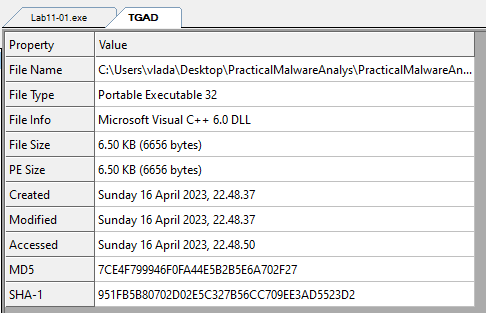 Lab11-01.exe TGAD
Property Value
File Name C:\Users\vlada\Desktop\PracticalMalwareAnalys\PracticalMalwareAn...
File Type Portable Executable 32
File Info Microsoft Visual C++ 6.0 DLL
File Size 6.50 KB (6656 bytes)
PE Size 6.50 KB (6656 bytes)
Created Sunday 16 April 2023, 22.48.37
Modified Sunday 16 April 2023, 22.48.37
Accessed Sunday 16 April 2023, 22.48.50
MD5 7CE4F799946F0FA44E5B2B5E6A702F27
SHA-1 951FB5B80702D02E5C327B56CC709EE3AD5523D2